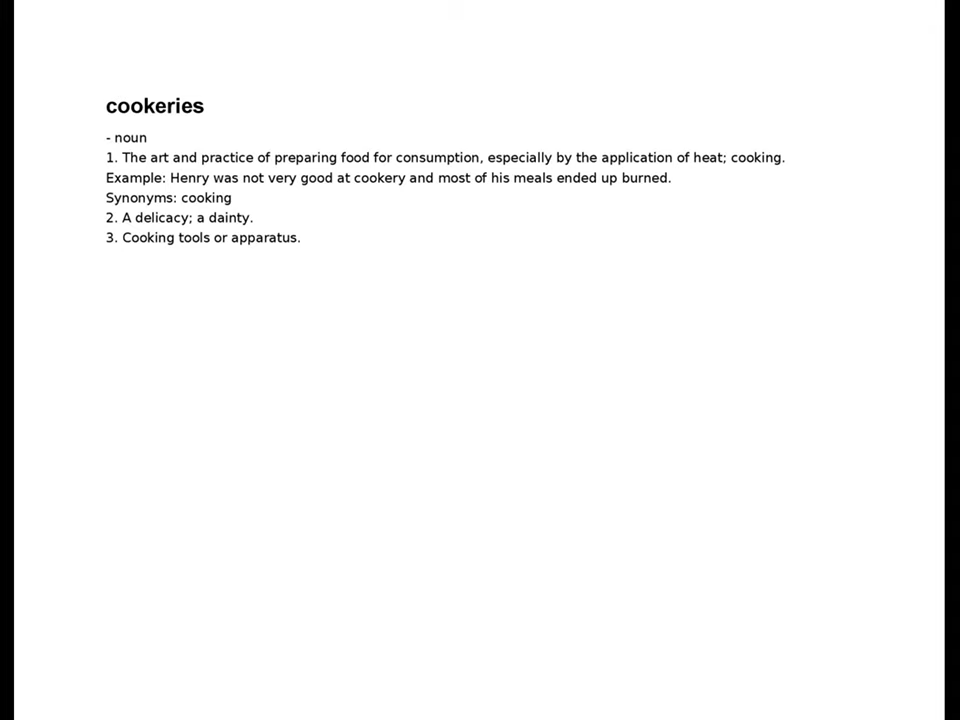 cookeries
- noun
1. The art and practice of preparing food for consumption, especially by the application of heat; cooking.
Example: Henry was not very good at cookery and most of his meals ended up burned.
Synonyms: cooking
2. A delicacy; a dainty.
3. Cooking tools or apparatus.